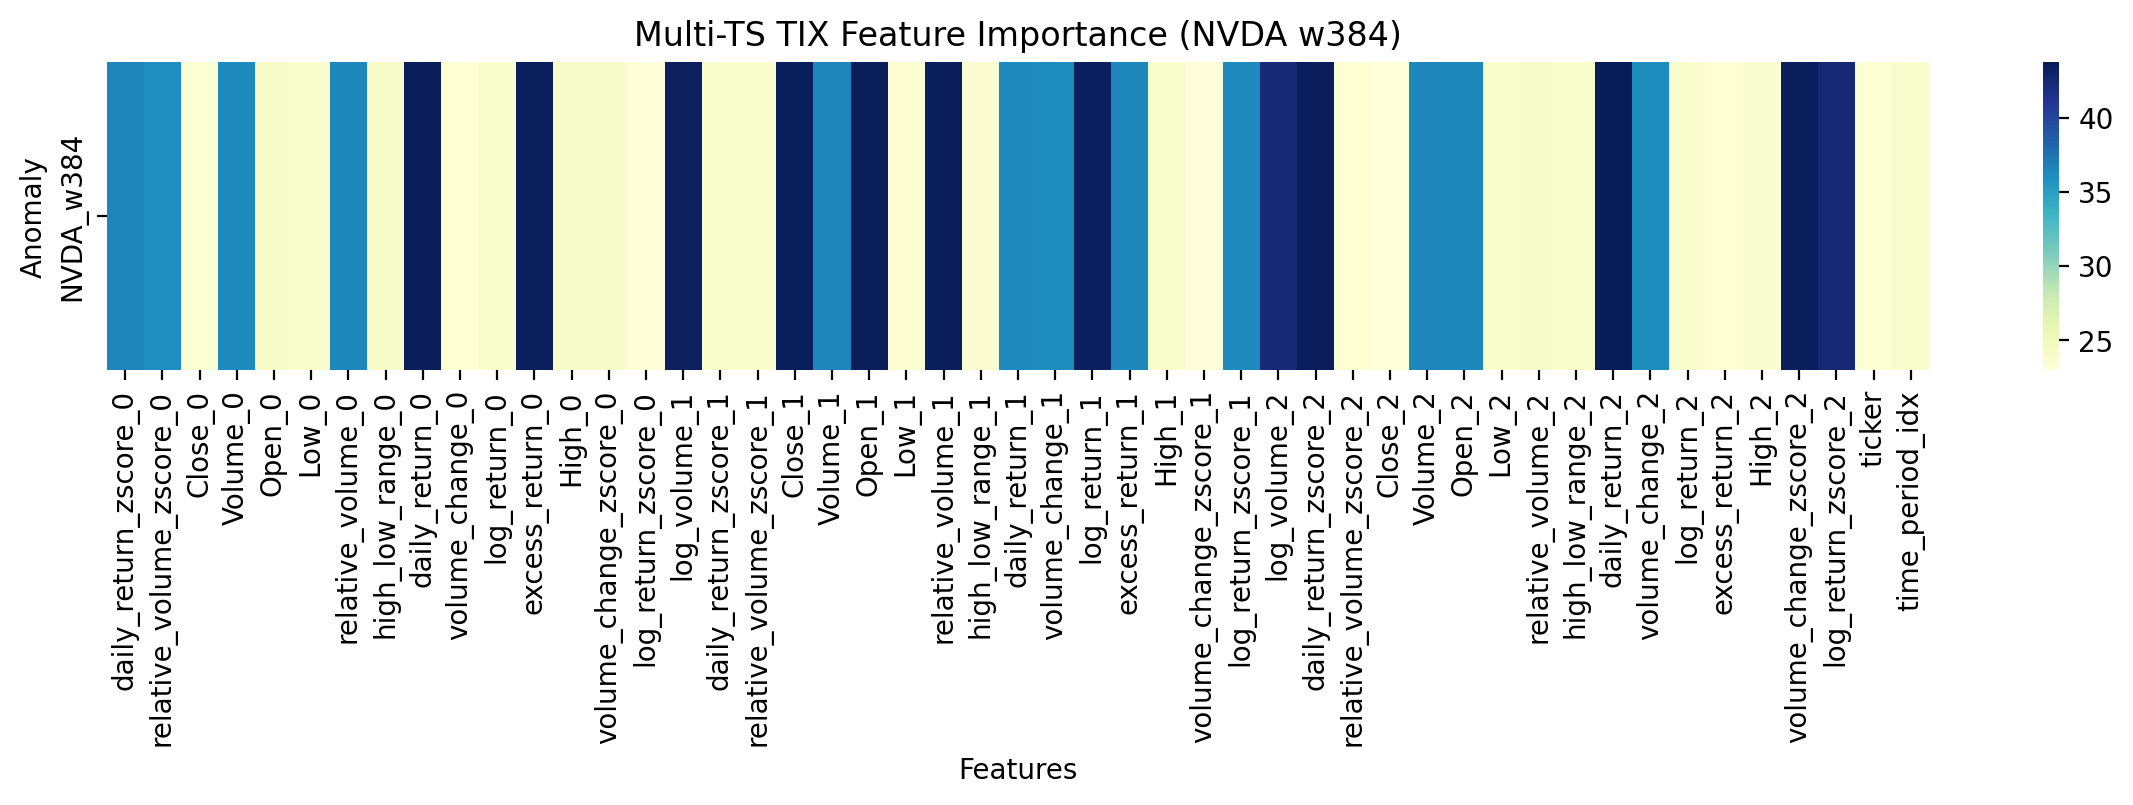 Multi-TS TIX Feature Importance (NVDA w384)
Anomaly
NVDA_w384
40
35
30
25
daily_return_zscore_0
relative_volume_zscore_0
Close_0
Volume_0
Open_0
Low_0
relative_volume_0
high_low_range_0
daily_return_0
volume_change_0
log_return_0
excess_return_0
High_0
volume_change_zscore_0
log_return_zscore_0
log_volume_1
daily_return_zscore_1
relative_volume_zscore_1
Close_1
Volume_1
Open_1
Low_1
relative_volume_1
high_low_range_1
daily_return_1
volume_change_1
log_return_1
excess_return_1
High_1
volume_change_zscore_1
log_return_zscore_1
log_volume_2
daily_return_zscore_2
relative_volume_zscore_2
Close_2
Volume_2
Open_2
Low_2
relative_volume_2
high_low_range_2
daily_return_2
volume_change_2
log_return_2
excess_return_2
High_2
volume_change_zscore_2
log_return_zscore_2
ticker
time_period_idx
Features